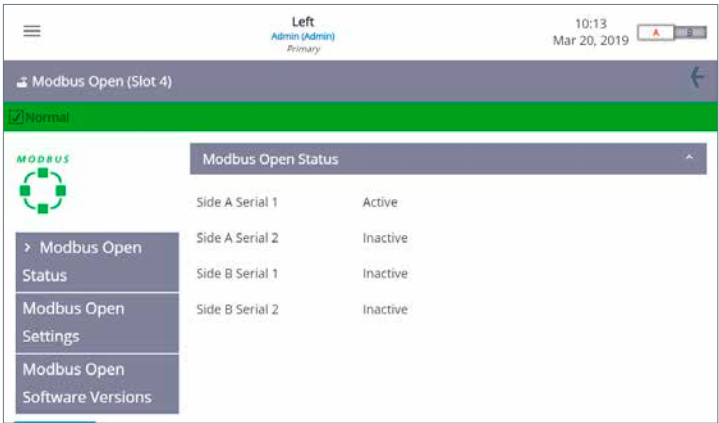 Left
Admin (Admin)
Primary
10:13
Mar 20, 2019
A
B
Modbus Open (Slot 4)
Normal
MODBUS
Modbus Open Status
Side A Serial 1 Active
Side A Serial 2 Inactive
Side B Serial 1 Inactive
Side B Serial 2 Inactive
> Modbus Open
Status
Modbus Open
Settings
Modbus Open
Software Versions